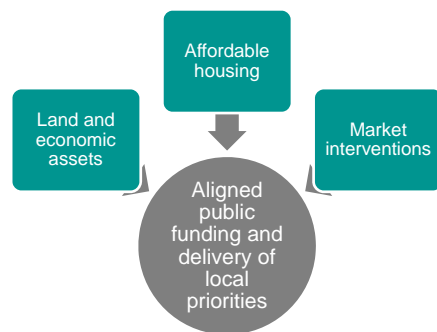 Affordable
housing
Land and
economic
assets
Market
interventions
Aligned
public
funding and
delivery of
local
priorities